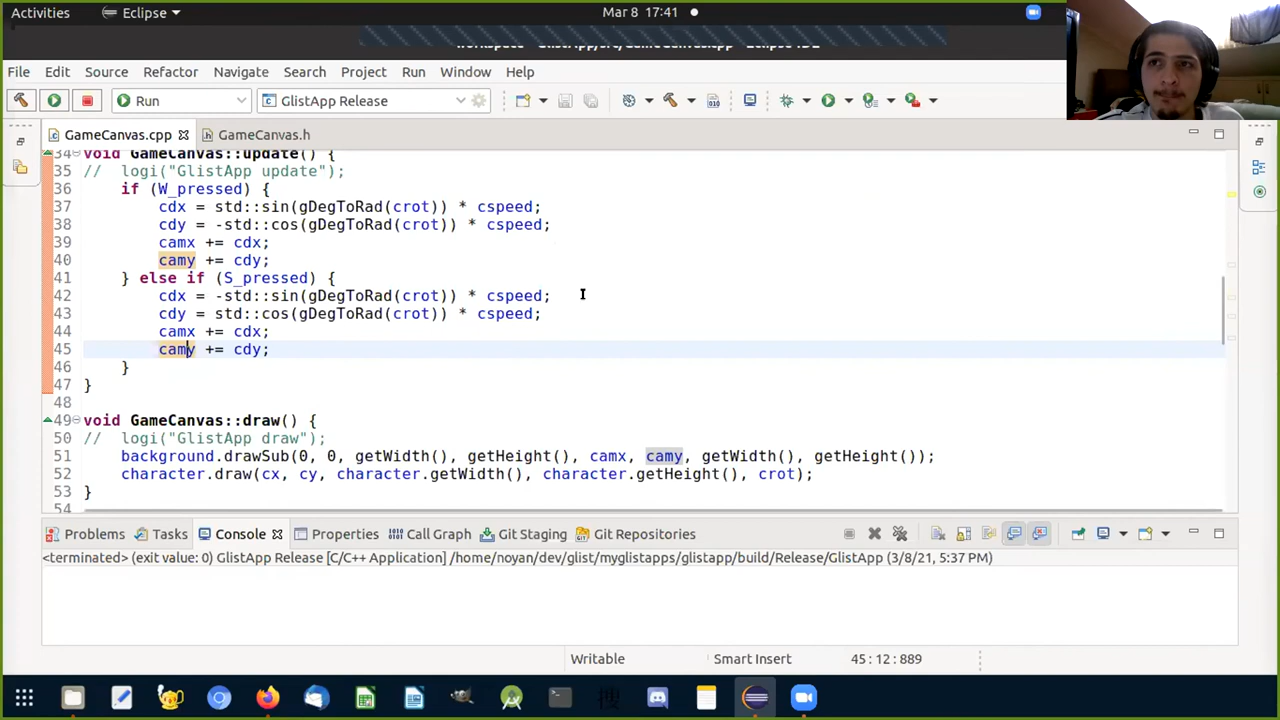 Activities Eclipse Mar 8 17:41
File Edit Source Refactor Navigate Search Project Run Window Help
Run GlistApp Release
GameCanvas.cpp GameCanvas.h
34 void GameCanvas::update() {
35 // logi("GlistApp update");
36 if (W_pressed) {
37 cdx = std::sin(gDegToRad(crot)) * cspeed;
38 cdy = -std::cos(gDegToRad(crot)) * cspeed;
39 camx += cdx;
40 camy += cdy;
41 } else if (S_pressed) {
42 cdx = -std::sin(gDegToRad(crot)) * cspeed;
43 cdy = std::cos(gDegToRad(crot)) * cspeed;
44 camx += cdx;
45 camy += cdy;
46 }
47 }
48
49 void GameCanvas::draw() {
50 // logi("GlistApp draw");
51 background.drawSub(0, 0, getWidth(), getHeight(), camx, camy, getWidth(), getHeight());
52 character.draw(cx, cy, character.getWidth(), character.getHeight(), crot);
53 }
54
Problems Tasks Console Properties Call Graph Git Staging Git Repositories
<terminated> (exit value: 0) GlistApp Release [C/C++ Application] /home/noyan/dev/glist/myglistapps/glistapp/build/Release/GlistApp (3/8/21, 5:37 PM)
Writable Smart Insert 45 : 12 : 889